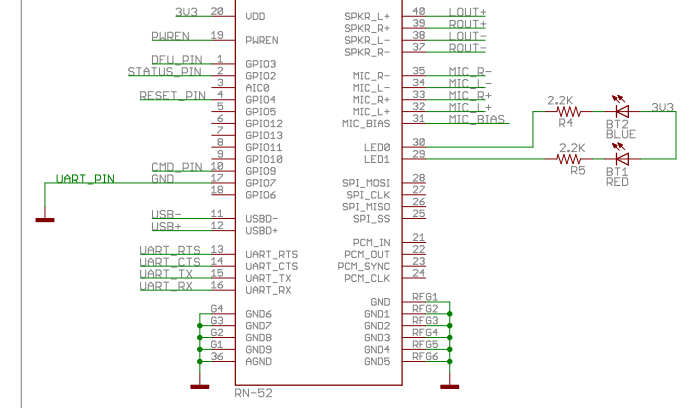 3V3 20 VDD SPKR_L+ 40 LOUT+
SPKR_R+ 39 ROUT+
PWREN 19 PWREN SPKR_L- 38 LOUT-
SPKR_R- 37 ROUT-
DFU_PIN 1 GPIO3
STATUS_PIN 2 GPIO2 MIC_R- 35 MIC_R-
3 AIC0 MIC_L- 34 MIC_L-
RESET_PIN 4 GPIO4 MIC_R+ 33 MIC_R+
5 GPIO5 MIC_L+ 32 MIC_L+
6 GPIO12 MIC_BIAS 31 MIC_BIAS
2.2K 3V3
R4 BT2
BLUE
7 GPIO13
8 GPIO11 LED0 30
9 GPIO10 LED1 29
2.2K
R5 BT1
RED
CMD_PIN 10 GPIO9
UART_PIN GND 17 GPIO7 SPI_MOSI 28
18 GPIO6 SPI_CLK 27
SPI_MISO 26
USB- 11 USBD- SPI_SS 25
USB+ 12 USBD+
PCM_IN 21
UART_RTS 13 UART_RTS PCM_OUT 22
UART_CTS 14 UART_CTS PCM_SYNC 23
UART_TX 15 UART_TX PCM_CLK 24
UART_RX 16 UART_RX
GND RFG1
G4 GND6 GND1 RFG2
G3 GND7 GND2 RFG3
G2 GND8 GND3 RFG4
G1 GND9 GND4 RFG5
36 AGND GND5 RFG6
RN-52